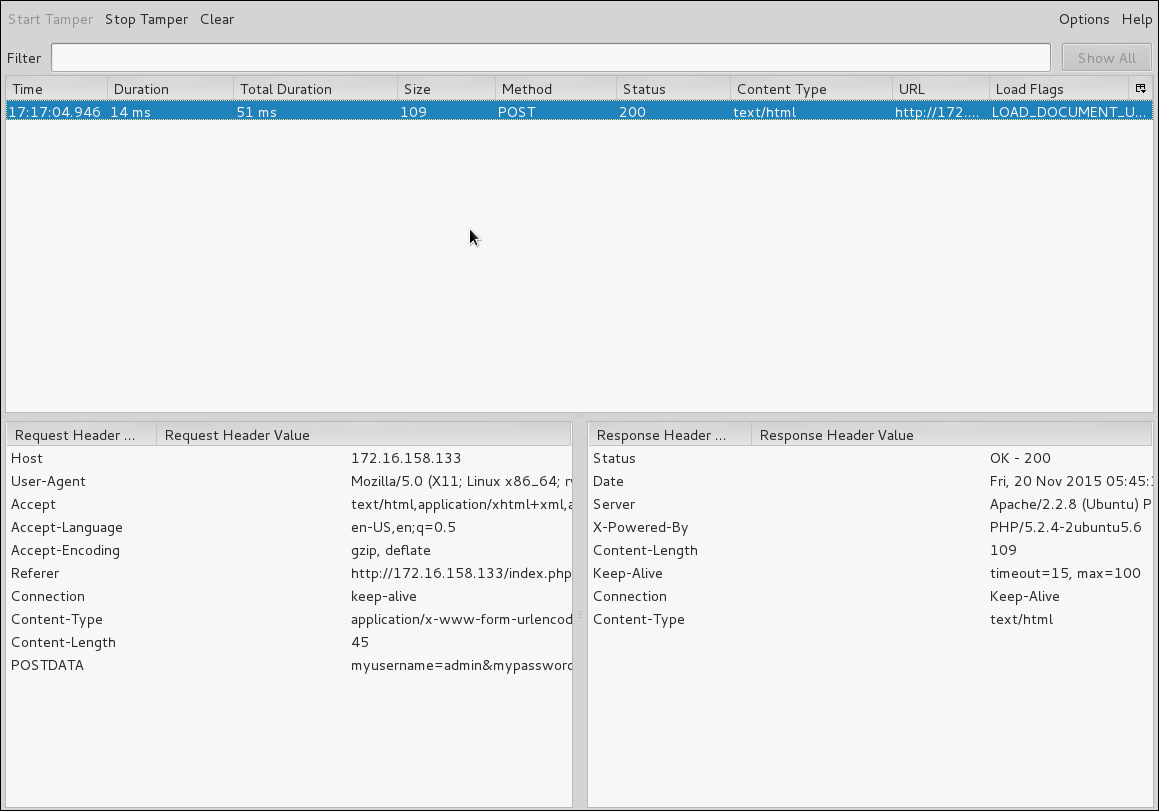 Start Tamper Stop Tamper Clear Options Help
Filter Show All
Time Duration Total Duration Size Method Status Content Type URL Load Flags
17:17:04.946 14 ms 51 ms 109 POST 200 text/html http://172.... LOAD_DOCUMENT_U...
Request Header ... Request Header Value
Host 172.16.158.133
User-Agent Mozilla/5.0 (X11; Linux x86_64; rv
Accept text/html,application/xhtml+xml,a
Accept-Language en-US,en;q=0.5
Accept-Encoding gzip, deflate
Referer http://172.16.158.133/index.php
Connection keep-alive
Content-Type application/x-www-form-urlencod
Content-Length 45
POSTDATA myusername=admin&mypassword
Response Header ... Response Header Value
Status OK - 200
Date Fri, 20 Nov 2015 05:45:
Server Apache/2.2.8 (Ubuntu) P
X-Powered-By PHP/5.2.4-2ubuntu5.6
Content-Length 109
Keep-Alive timeout=15, max=100
Connection Keep-Alive
Content-Type text/html